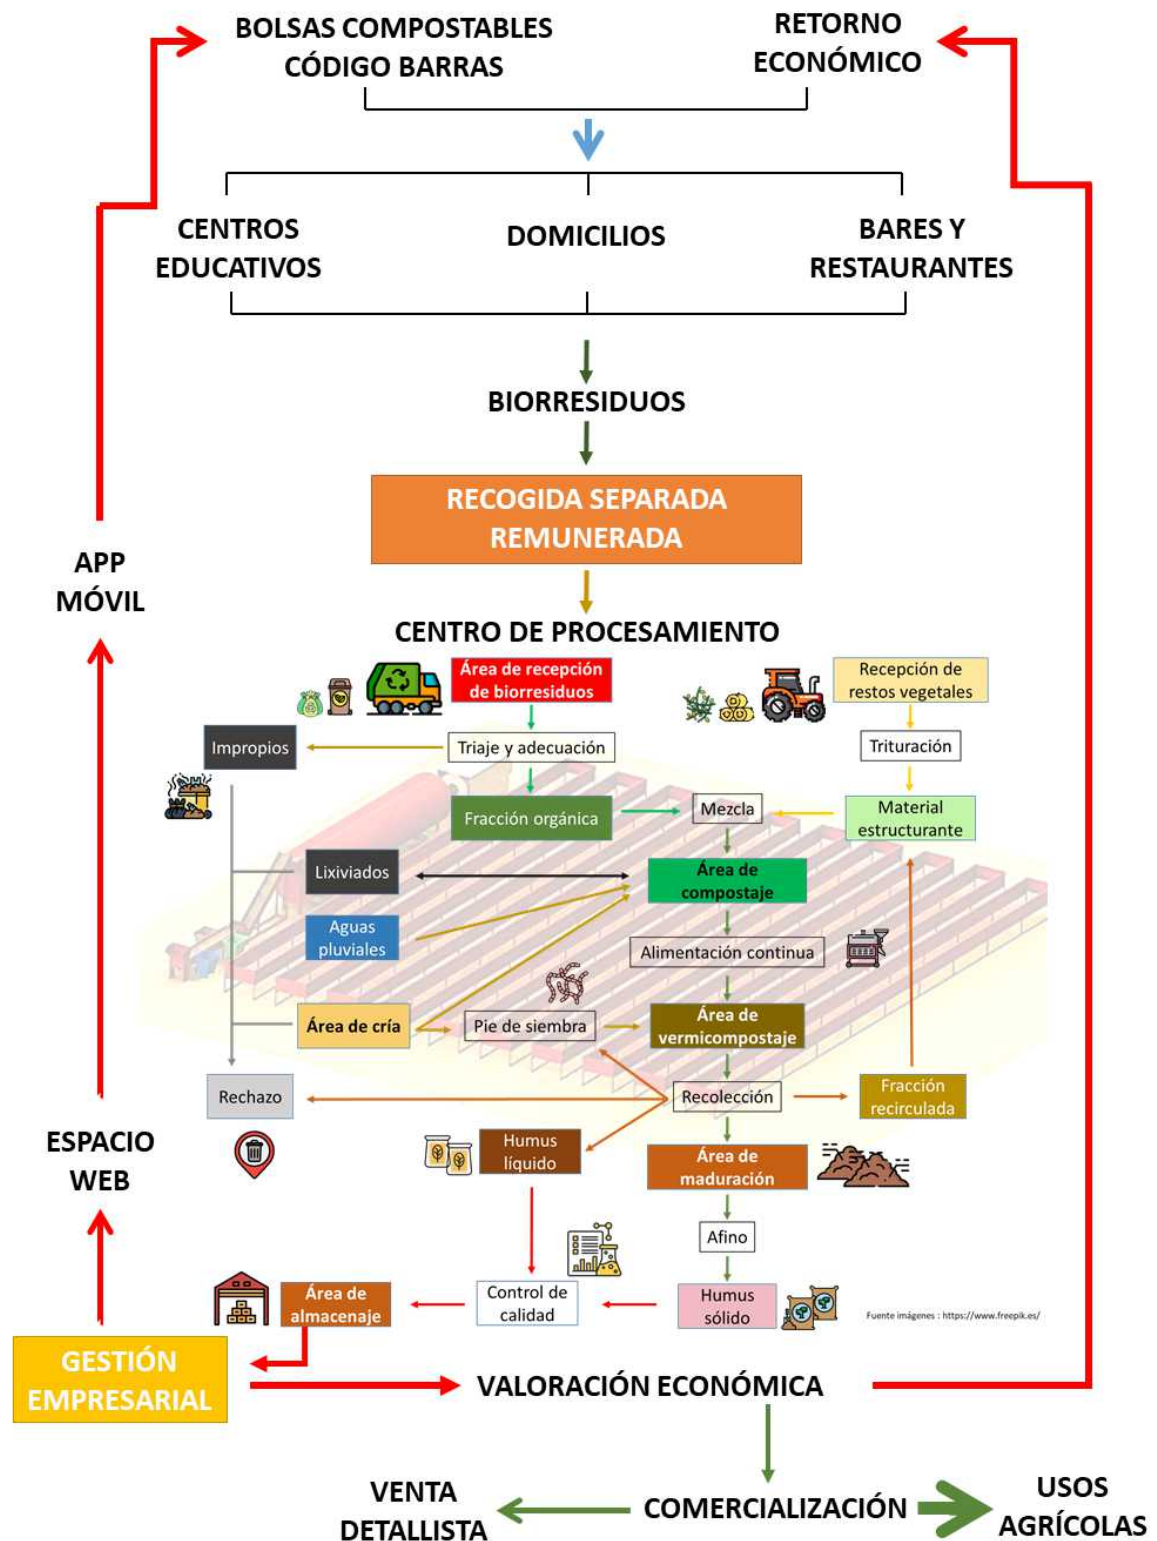 BOLSAS COMPOSTABLES
CÓDIGO BARRAS
RETORNO
ECONÓMICO
CENTROS
EDUCATIVOS
DOMICILIOS
BARES Y
RESTAURANTES
BIORRESIDUOS
RECOGIDA SEPARADA
REMUNERADA
APP
MÓVIL
CENTRO DE PROCESAMIENTO
Área de recepción
de biorresiduos
Recepción de
restos vegetales
Impropios
Triaje y adecuación
Trituración
Fracción orgánica
Mezcla
Material
estructurante
Lixiviados
Área de
compostaje
Aguas
pluviales
Alimentación continua
Área de cría
Pie de siembra
Área de
vermicompostaje
Rechazo
Recolección
Fracción
recirculada
ESPACIO
WEB
Humus
líquido
Área de
maduración
Afino
Área de
almacenaje
Control de
calidad
Humus
sólido
Fuente imágenes : https://www.freepik.es/
GESTIÓN
EMPRESARIAL
VALORACIÓN ECONÓMICA
VENTA
DETALLISTA
COMERCIALIZACIÓN
USOS
AGRÍCOLAS